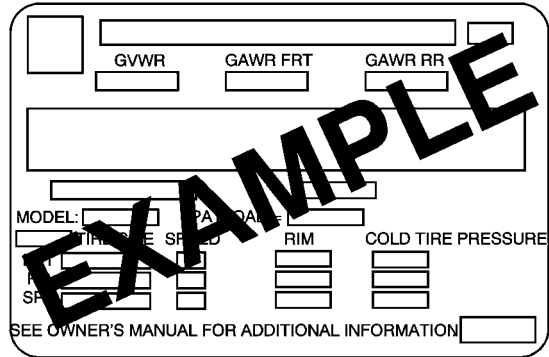 GVWR GAWR FRT GAWR RR
EXAMPLE
MODEL: PAYLOAD=
TIRE SIZE SPEED RIM COLD TIRE PRESSURE
SEE OWNER'S MANUAL FOR ADDITIONAL INFORMATION